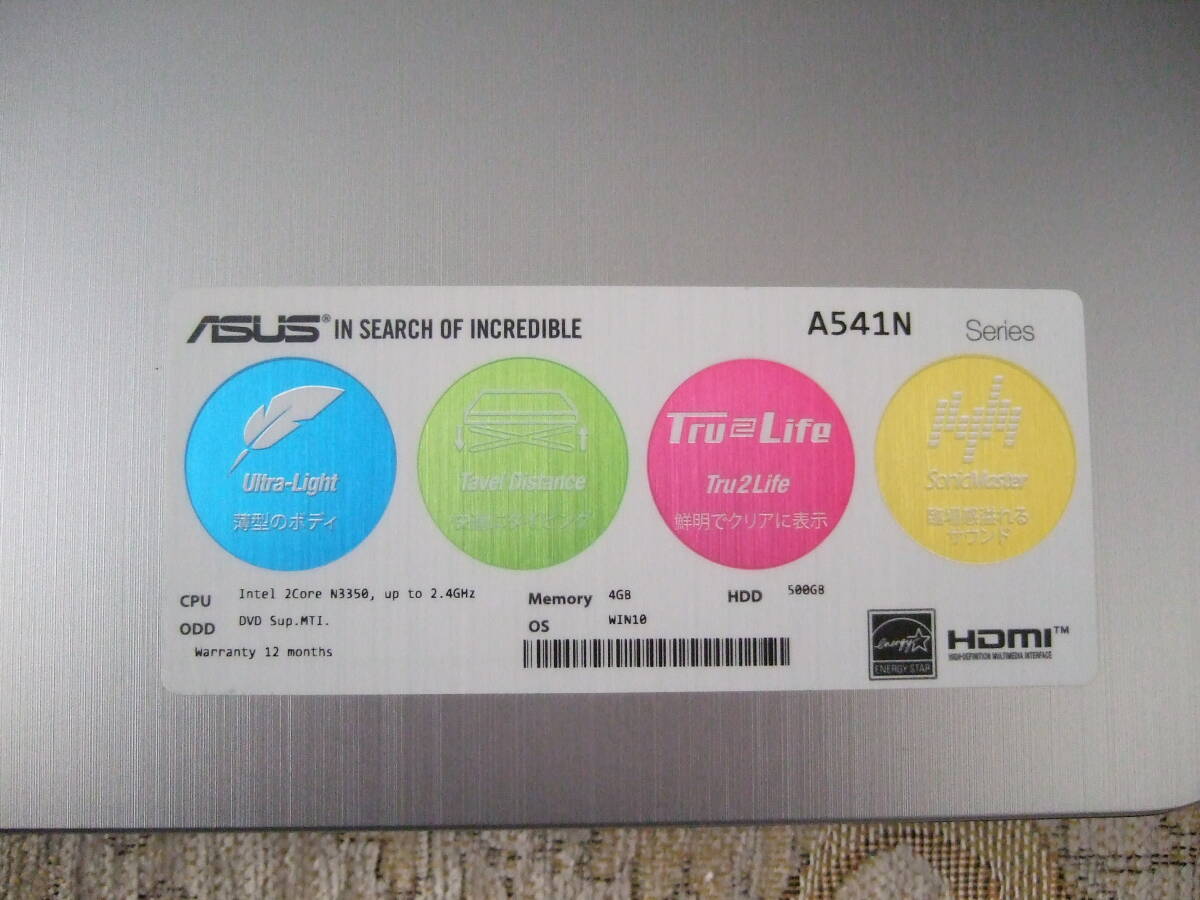 ASUS® IN SEARCH OF INCREDIBLE
A541N Series
Ultra-Light
薄型のボディ
Tavel Distance
Tru2Life
Tru2Life
鮮明でクリアに表示
SonicMaster
臨場感溢れる
サウンド
CPU Intel 2Core N3350, up to 2.4GHz
Memory 4GB
HDD 500GB
ODD DVD Sup.MTI.
OS WIN10
Warranty 12 months
energy
ENERGY STAR
HDMI™
HIGH-DEFINITION MULTIMEDIA INTERFACE